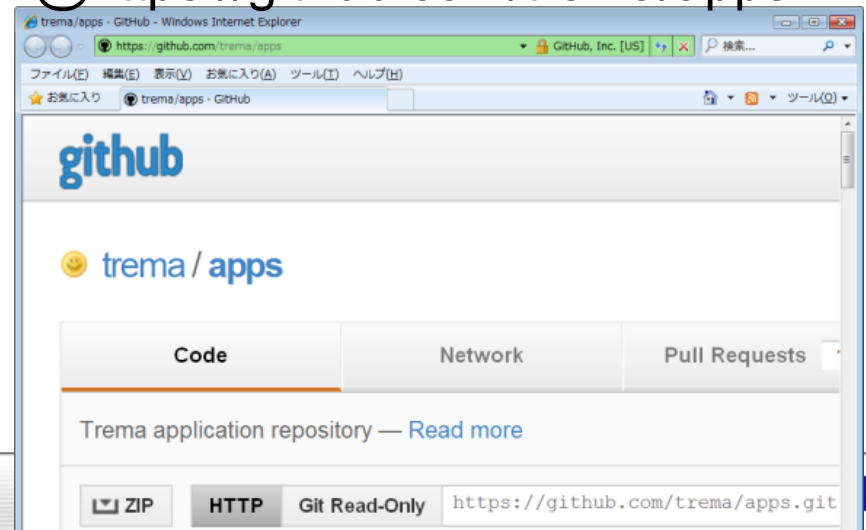 trema/apps · GitHub - Windows Internet Explorer
https://github.com/trema/apps
GitHub, Inc. [US]
検索...
ファイル(F) 編集(E) 表示(V) お気に入り(A) ツール(T) ヘルプ(H)
お気に入り trema/apps · GitHub
ツール(O)
github
trema / apps
Code Network Pull Requests
Trema application repository — Read more
ZIP HTTP Git Read-Only https://github.com/trema/apps.git